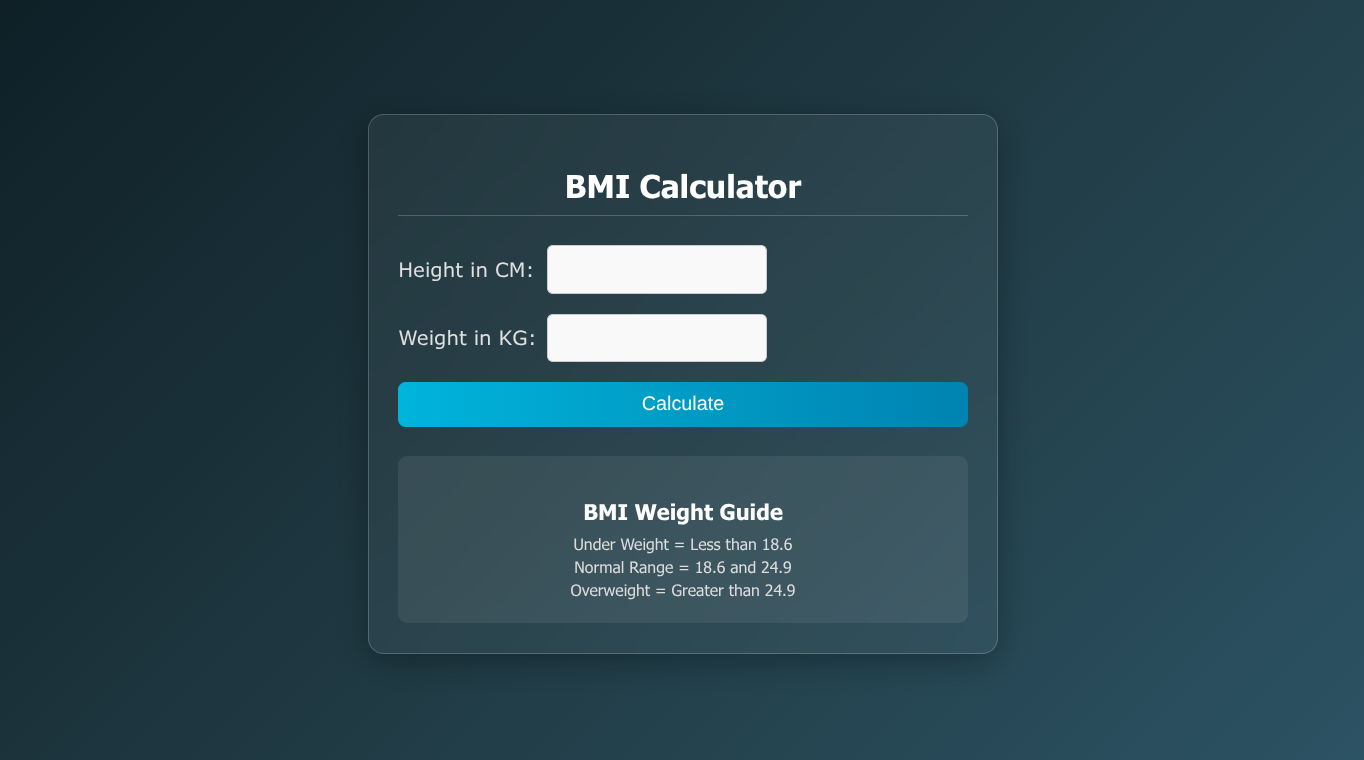 BMI Calculator
Height in CM:
Weight in KG:
Calculate
BMI Weight Guide
Under Weight = Less than 18.6
Normal Range = 18.6 and 24.9
Overweight = Greater than 24.9